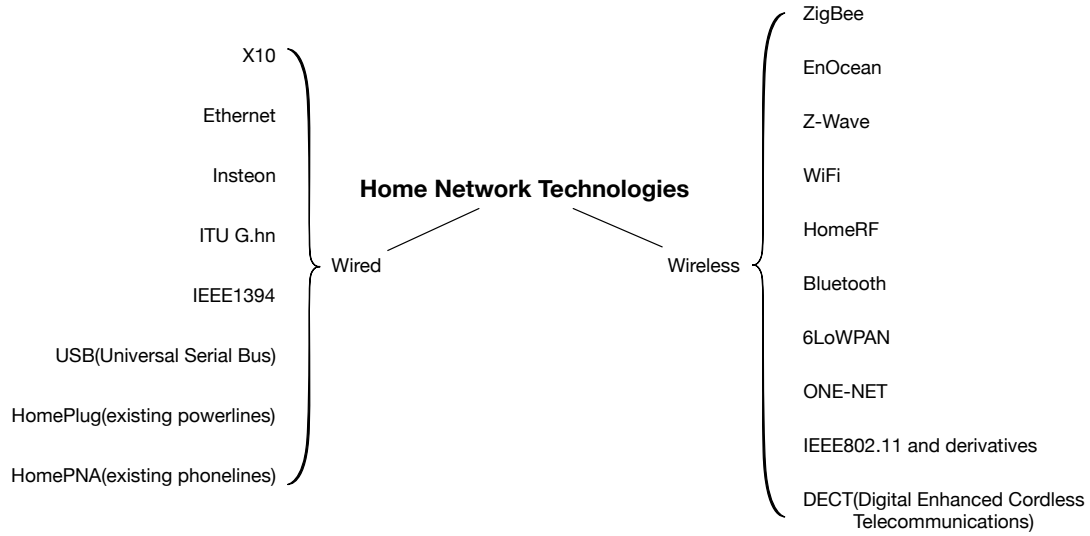 Home Network Technologies
Wired
X10
Ethernet
Insteon
ITU G.hn
IEEE1394
USB(Universal Serial Bus)
HomePlug(existing powerlines)
HomePNA(existing phonelines)
Wireless
ZigBee
EnOcean
Z-Wave
WiFi
HomeRF
Bluetooth
6LoWPAN
ONE-NET
IEEE802.11 and derivatives
DECT(Digital Enhanced Cordless
Telecommunications)